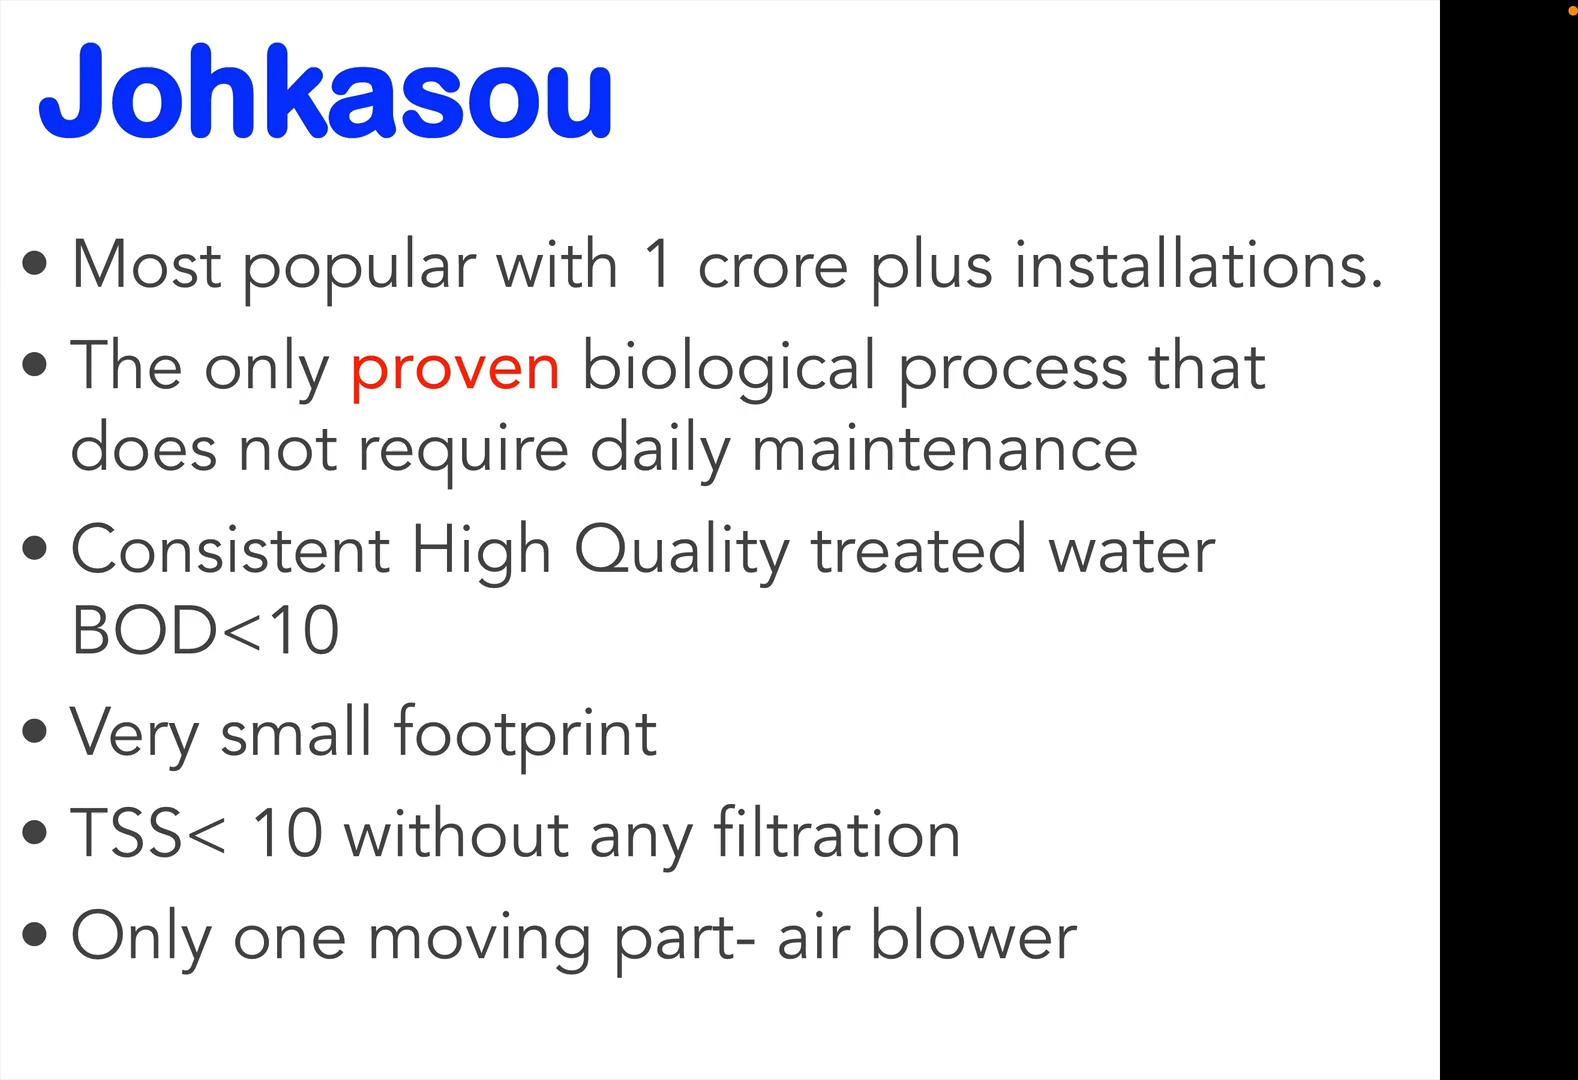 Johkasou
• Most popular with 1 crore plus installations.
• The only proven biological process that
does not require daily maintenance
• Consistent High Quality treated water
BOD<10
• Very small footprint
• TSS< 10 without any filtration
• Only one moving part- air blower